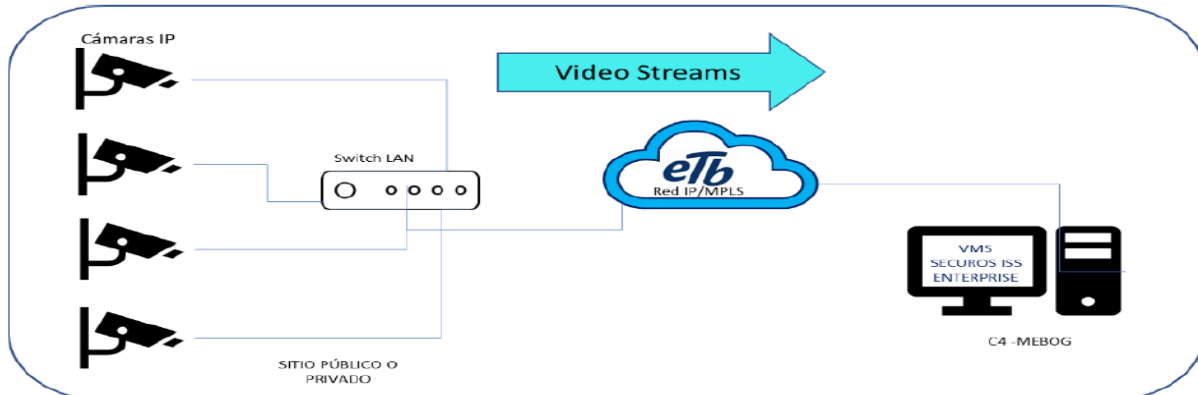 Cámaras IP
Video Streams
Switch LAN
eTb
Red IP/MPLS
VMS
SECUROS ISS
ENTERPRISE
C4 -MEBOG
SITIO PÚBLICO O
PRIVADO